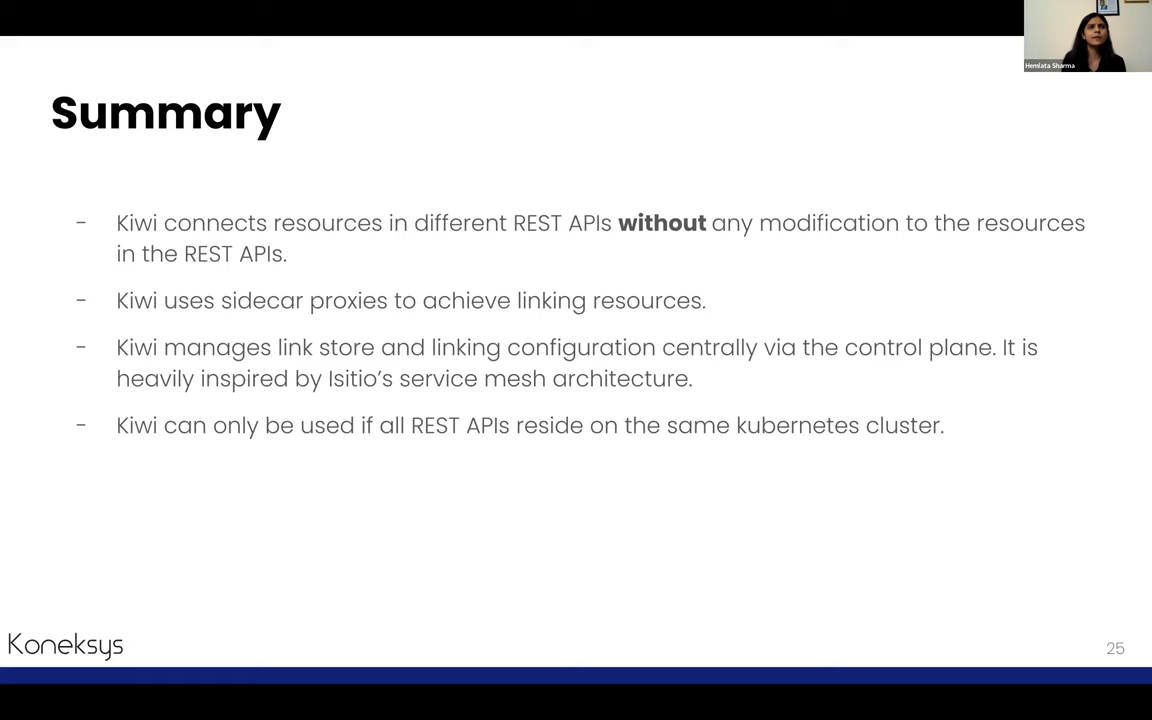 Hemlata Sharma
Summary
- Kiwi connects resources in different REST APIs without any modification to the resources
in the REST APIs.
- Kiwi uses sidecar proxies to achieve linking resources.
- Kiwi manages link store and linking configuration centrally via the control plane. It is
heavily inspired by Isitio’s service mesh architecture.
- Kiwi can only be used if all REST APIs reside on the same kubernetes cluster.
Koneksys
25